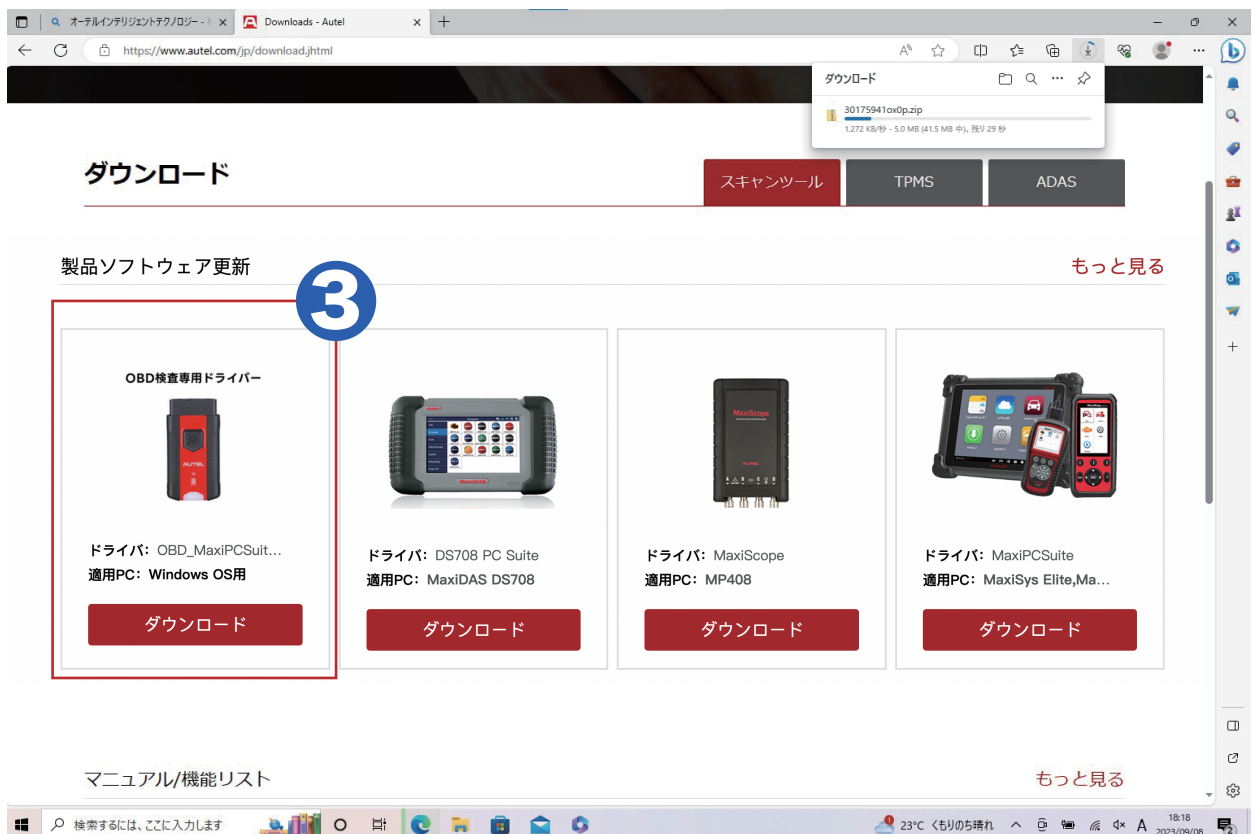 オーテルインテリジェントテクノロジー -
Downloads - Autel
https://www.autel.com/jp/download.jhtml
ダウンロード
30175941ox0p.zip
1,272 KB/秒 - 5.0 MB (41.5 MB 中)、残り 29 秒
ダウンロード
スキャンツール
TPMS
ADAS
製品ソフトウェア更新
もっと見る
3
OBD検査専用ドライバー
AUTEL
MaxiScope
AUTEL
ドライバ: OBD_MaxiPCSuit...
適用PC: Windows OS用
ダウンロード
ドライバ: DS708 PC Suite
適用PC: MaxiDAS DS708
ダウンロード
ドライバ: MaxiScope
適用PC: MP408
ダウンロード
ドライバ: MaxiPCSuite
適用PC: MaxiSys Elite,Ma...
ダウンロード
マニュアル/機能リスト
もっと見る
検索するには、ここに入力します
23°C くもりのち晴れ
A
18:18
2023/09/08